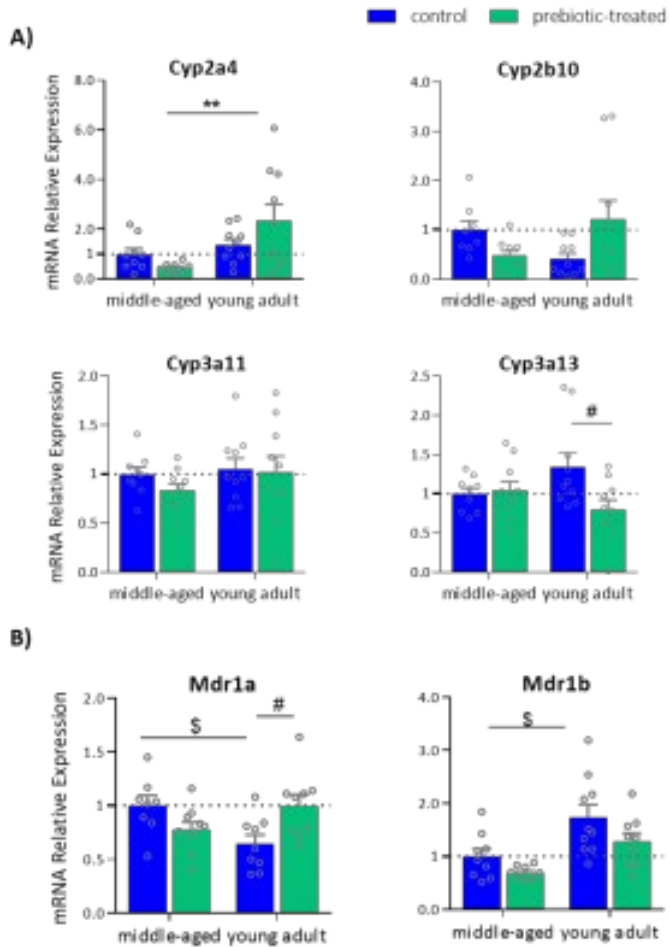 control prebiotic-treated
A)
Cyp2a4
mRNA Relative Expression
8.0
6.0
4.0
2.0
1
0.0
**
middle-aged young adult
Cyp2b10
4.0
3.0
2.0
1
0.0
middle-aged young adult
Cyp3a11
mRNA Relative Expression
2.0
1.5
1
0.5
0.0
middle-aged young adult
Cyp3a13
2.5
2.0
1.5
1
0.5
0.0
#
middle-aged young adult
B)
Mdr1a
mRNA Relative Expression
2.0
1.5
1
0.5
0.0
$
#
middle-aged young adult
Mdr1b
4.0
3.0
2.0
1
0.0
$
middle-aged young adult